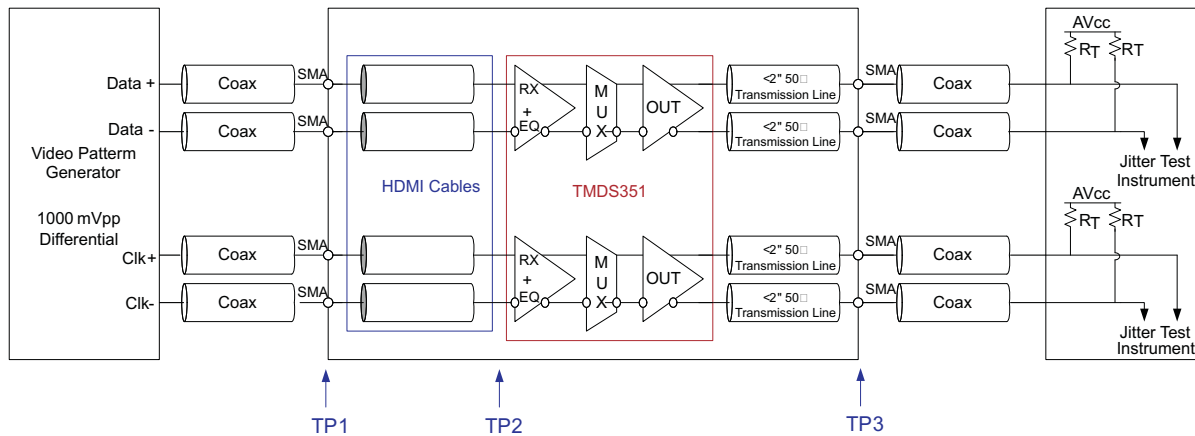 AVcc
RT RT
Data + Coax SMA <2" 50□ Transmission Line SMA Coax
RX + EQ MUX OUT
Data - Coax <2" 50□ Transmission Line Coax
Video Patterm
Generator
1000 mVpp
Differential
HDMI Cables
TMDS351
Jitter Test
Instrument
AVcc
RT RT
Clk+ Coax SMA <2" 50□ Transmission Line SMA Coax
RX + EQ MUX OUT
Clk- Coax SMA <2" 50□ Transmission Line SMA Coax
Jitter Test
Instrument
TP1 TP2 TP3